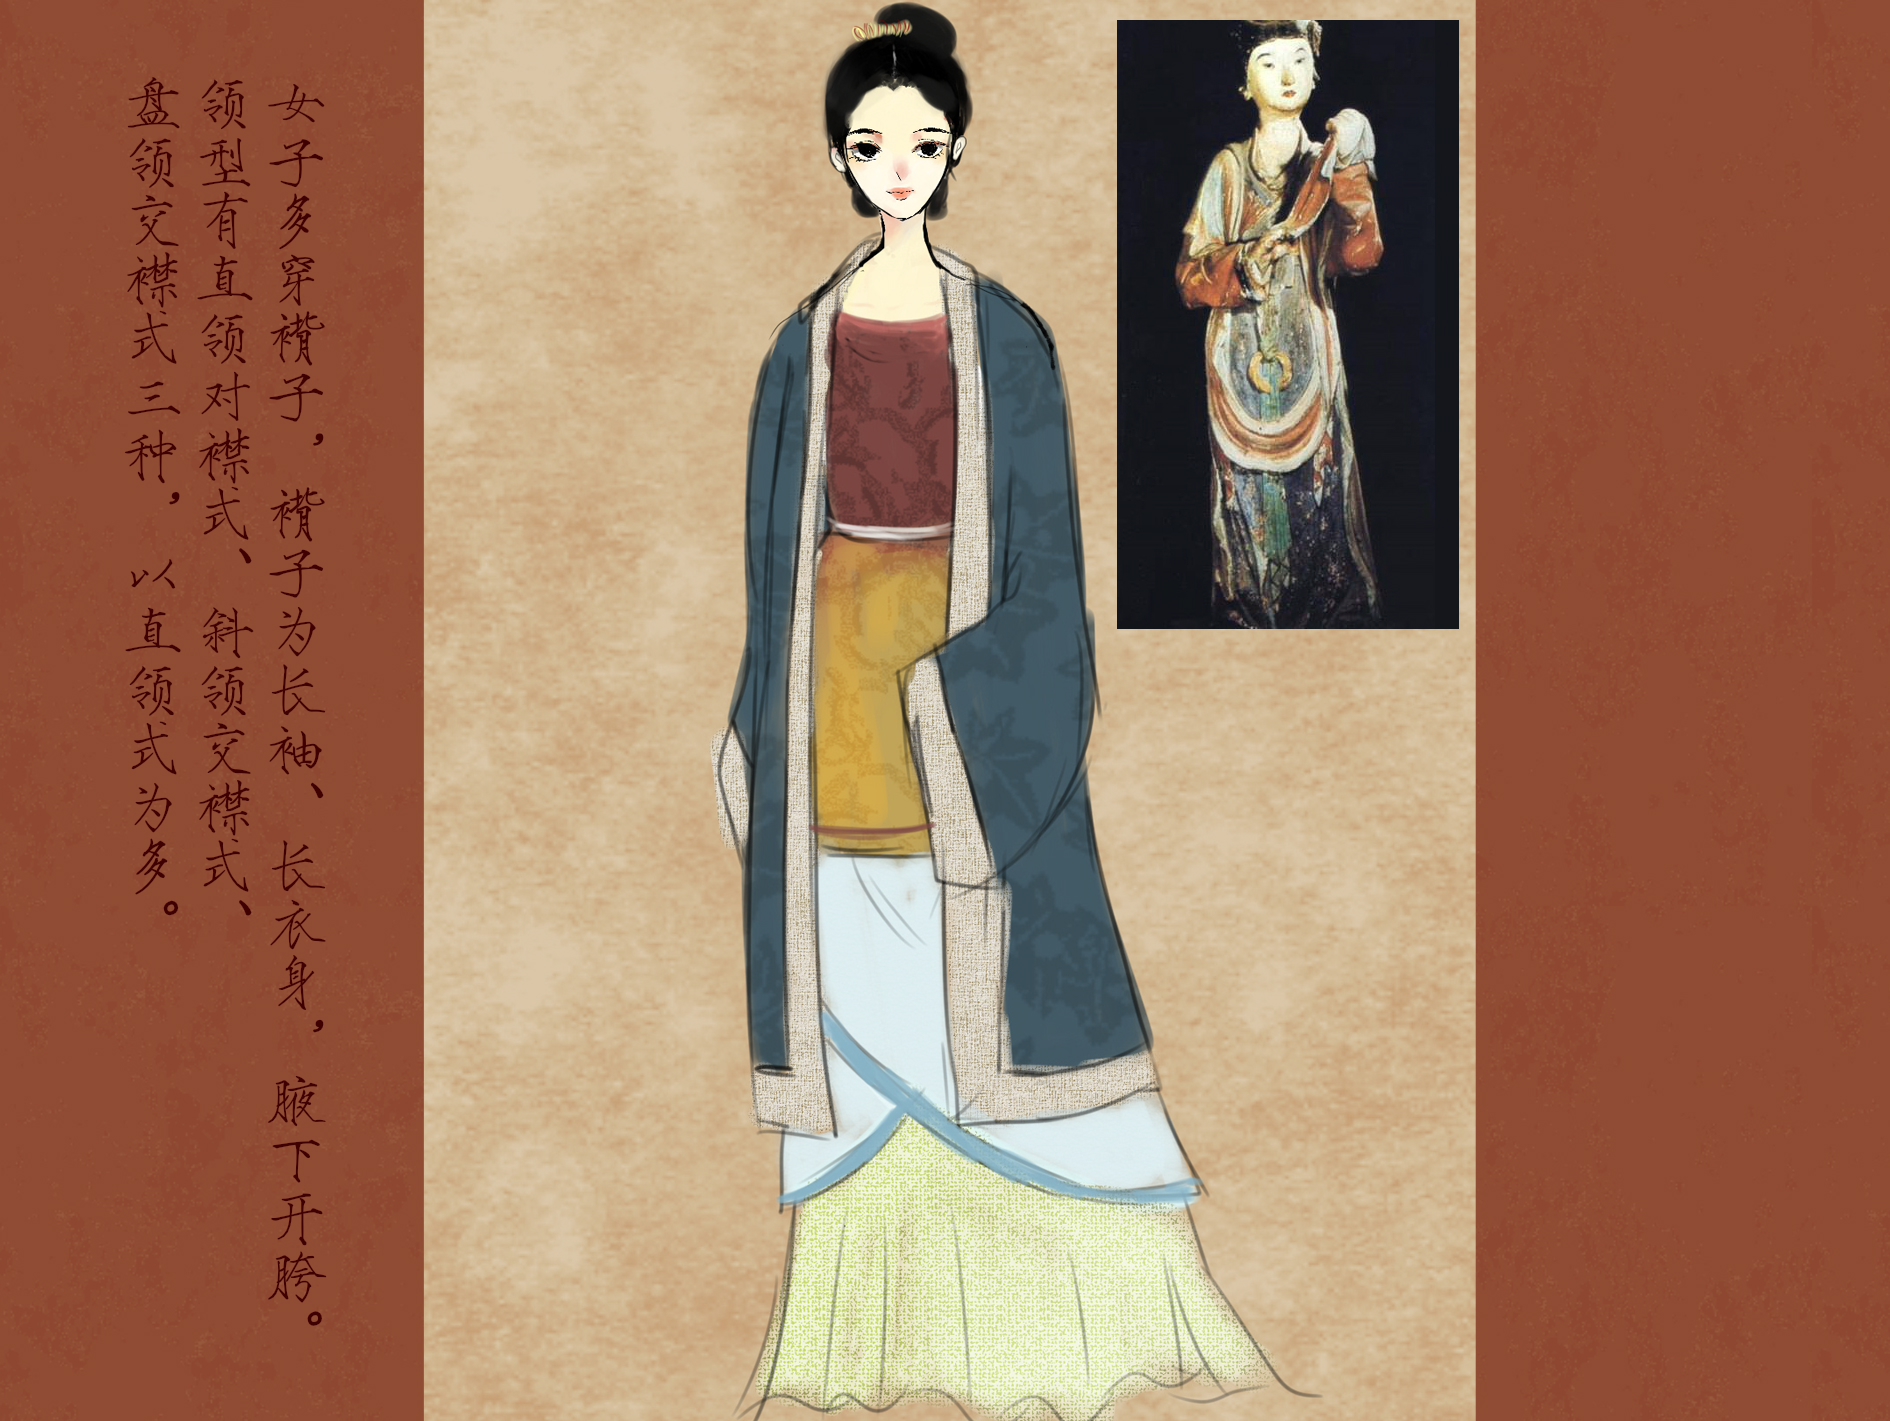 女子多穿褙子，褙子为长袖、长衣身，腋下开胯。
领型有直领对襟式、斜领交襟式、
盘领交襟式三种，以直领式为多。